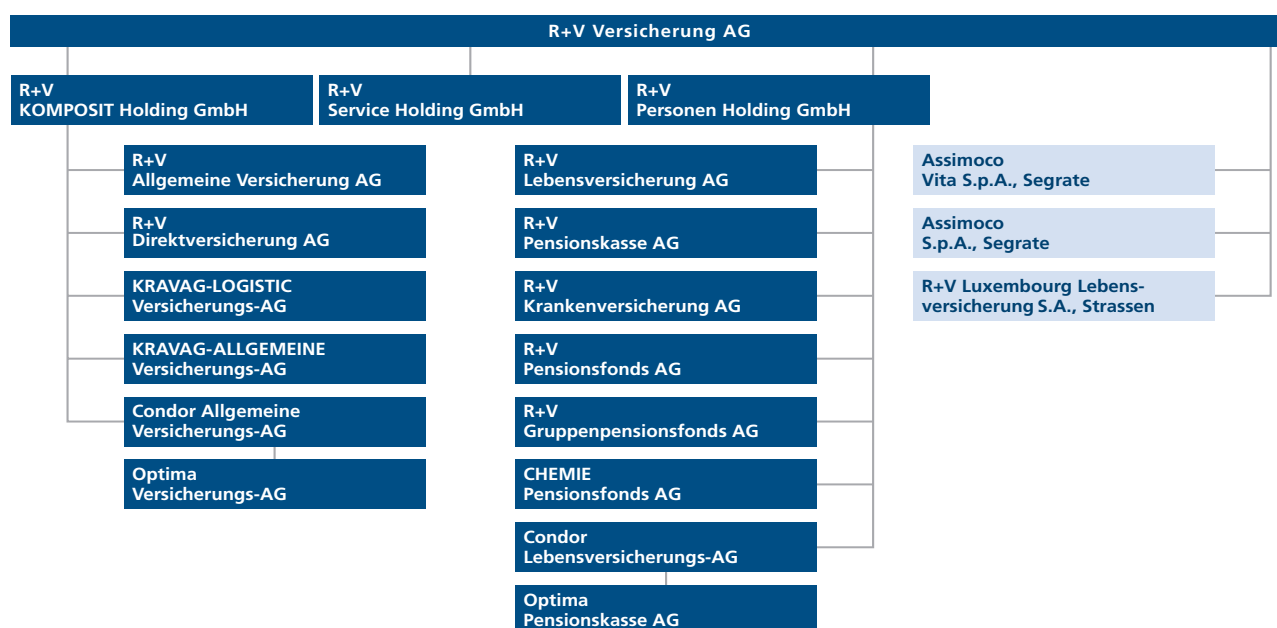 R+V Versicherung AG
R+V
KOMPOSIT Holding GmbH
R+V
Service Holding GmbH
R+V
Personen Holding GmbH
R+V
Allgemeine Versicherung AG
R+V
Direktversicherung AG
KRAVAG-LOGISTIC
Versicherungs-AG
KRAVAG-ALLGEMEINE
Versicherungs-AG
Condor Allgemeine
Versicherungs-AG
Optima
Versicherungs-AG
R+V
Lebensversicherung AG
R+V
Pensionskasse AG
R+V
Krankenversicherung AG
R+V
Pensionsfonds AG
R+V
Gruppenpensionsfonds AG
CHEMIE
Pensionsfonds AG
Condor
Lebensversicherungs-AG
Optima
Pensionskasse AG
Assimoco
Vita S.p.A., Segrate
Assimoco
S.p.A., Segrate
R+V Luxembourg Lebens-
versicherung S.A., Strassen